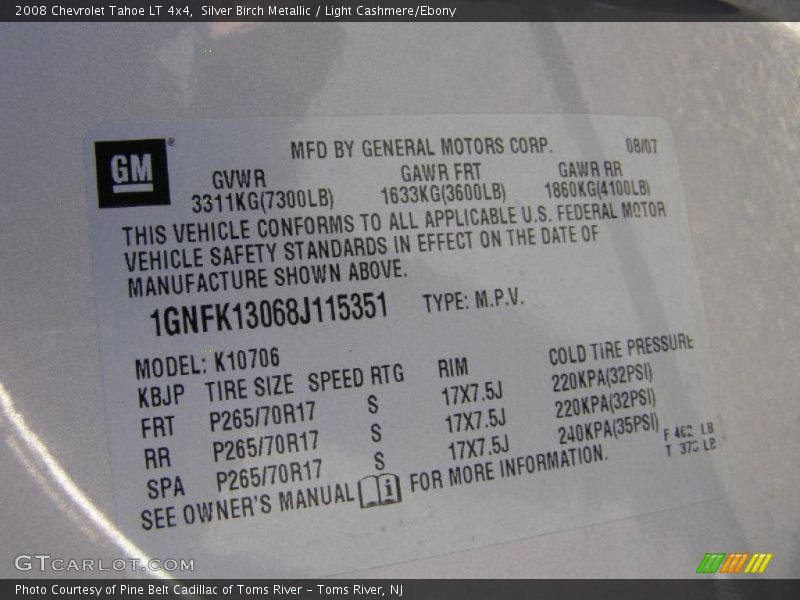 2008 Chevrolet Tahoe LT 4x4, Silver Birch Metallic / Light Cashmere/Ebony
GM®
MFD BY GENERAL MOTORS CORP. 08/07
GVWR GAWR FRT GAWR RR
3311KG(7300LB) 1633KG(3600LB) 1860KG(4100LB)
THIS VEHICLE CONFORMS TO ALL APPLICABLE U.S. FEDERAL MOTOR
VEHICLE SAFETY STANDARDS IN EFFECT ON THE DATE OF
MANUFACTURE SHOWN ABOVE.
1GNFK13068J115351 TYPE: M.P.V.
MODEL: K10706
KBJP TIRE SIZE SPEED RTG RIM COLD TIRE PRESSURE
FRT P265/70R17 S 17X7.5J 220KPA(32PSI)
RR P265/70R17 S 17X7.5J 220KPA(32PSI)
SPA P265/70R17 S 17X7.5J 240KPA(35PSI)
F LB
T LB
SEE OWNER'S MANUAL i FOR MORE INFORMATION.
GTCARLOT.COM
Photo Courtesy of Pine Belt Cadillac of Toms River – Toms River, NJ